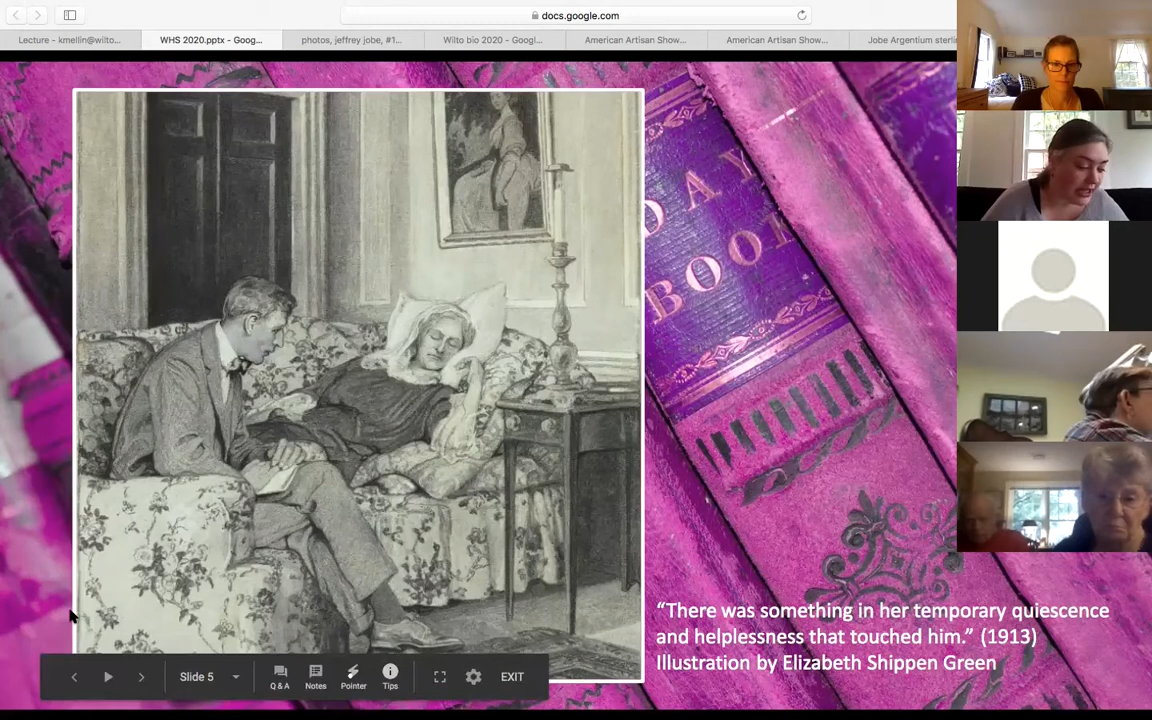 docs.google.com
Lecture - kmellin@wilto...
WHS 2020.pptx - Goog...
photos, jeffrey jobe, #1...
Wilto bio 2020 - Googl...
American Artisan Show...
American Artisan Show...
Jobe Argentium sterlin
DAY
BOOK
“There was something in her temporary quiescence
and helplessness that touched him.” (1913)
Illustration by Elizabeth Shippen Green
Slide 5
Q & A
Notes
Pointer
Tips
EXIT